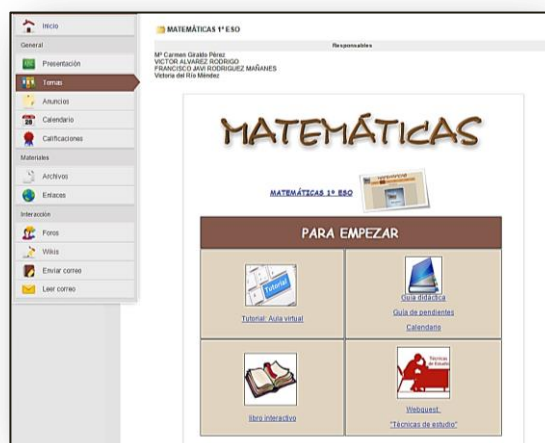 Inicio
General
Presentación
Temas
Anuncios
Calendario
28
Calificaciones
Materiales
Archivos
Enlaces
Interacción
Foros
Wikis
Enviar correo
Leer correo
MATEMÁTICAS 1º ESO
Responsables
Mª Carmen Giraldo Pérez
VICTOR ALVAREZ RODRIGO
FRANCISCO JAVI RODRIGUEZ MAÑANES
Victoria del Río Méndez
MATEMÁTICAS
MATEMÁTICAS 1º ESO
PARA EMPEZAR
Tutorial
Tutorial: Aula virtual
Guía didáctica
Guía de pendientes
Calendario
libro interactivo
Técnicas
de Estudio
Webquest:
"Técnicas de estudio"